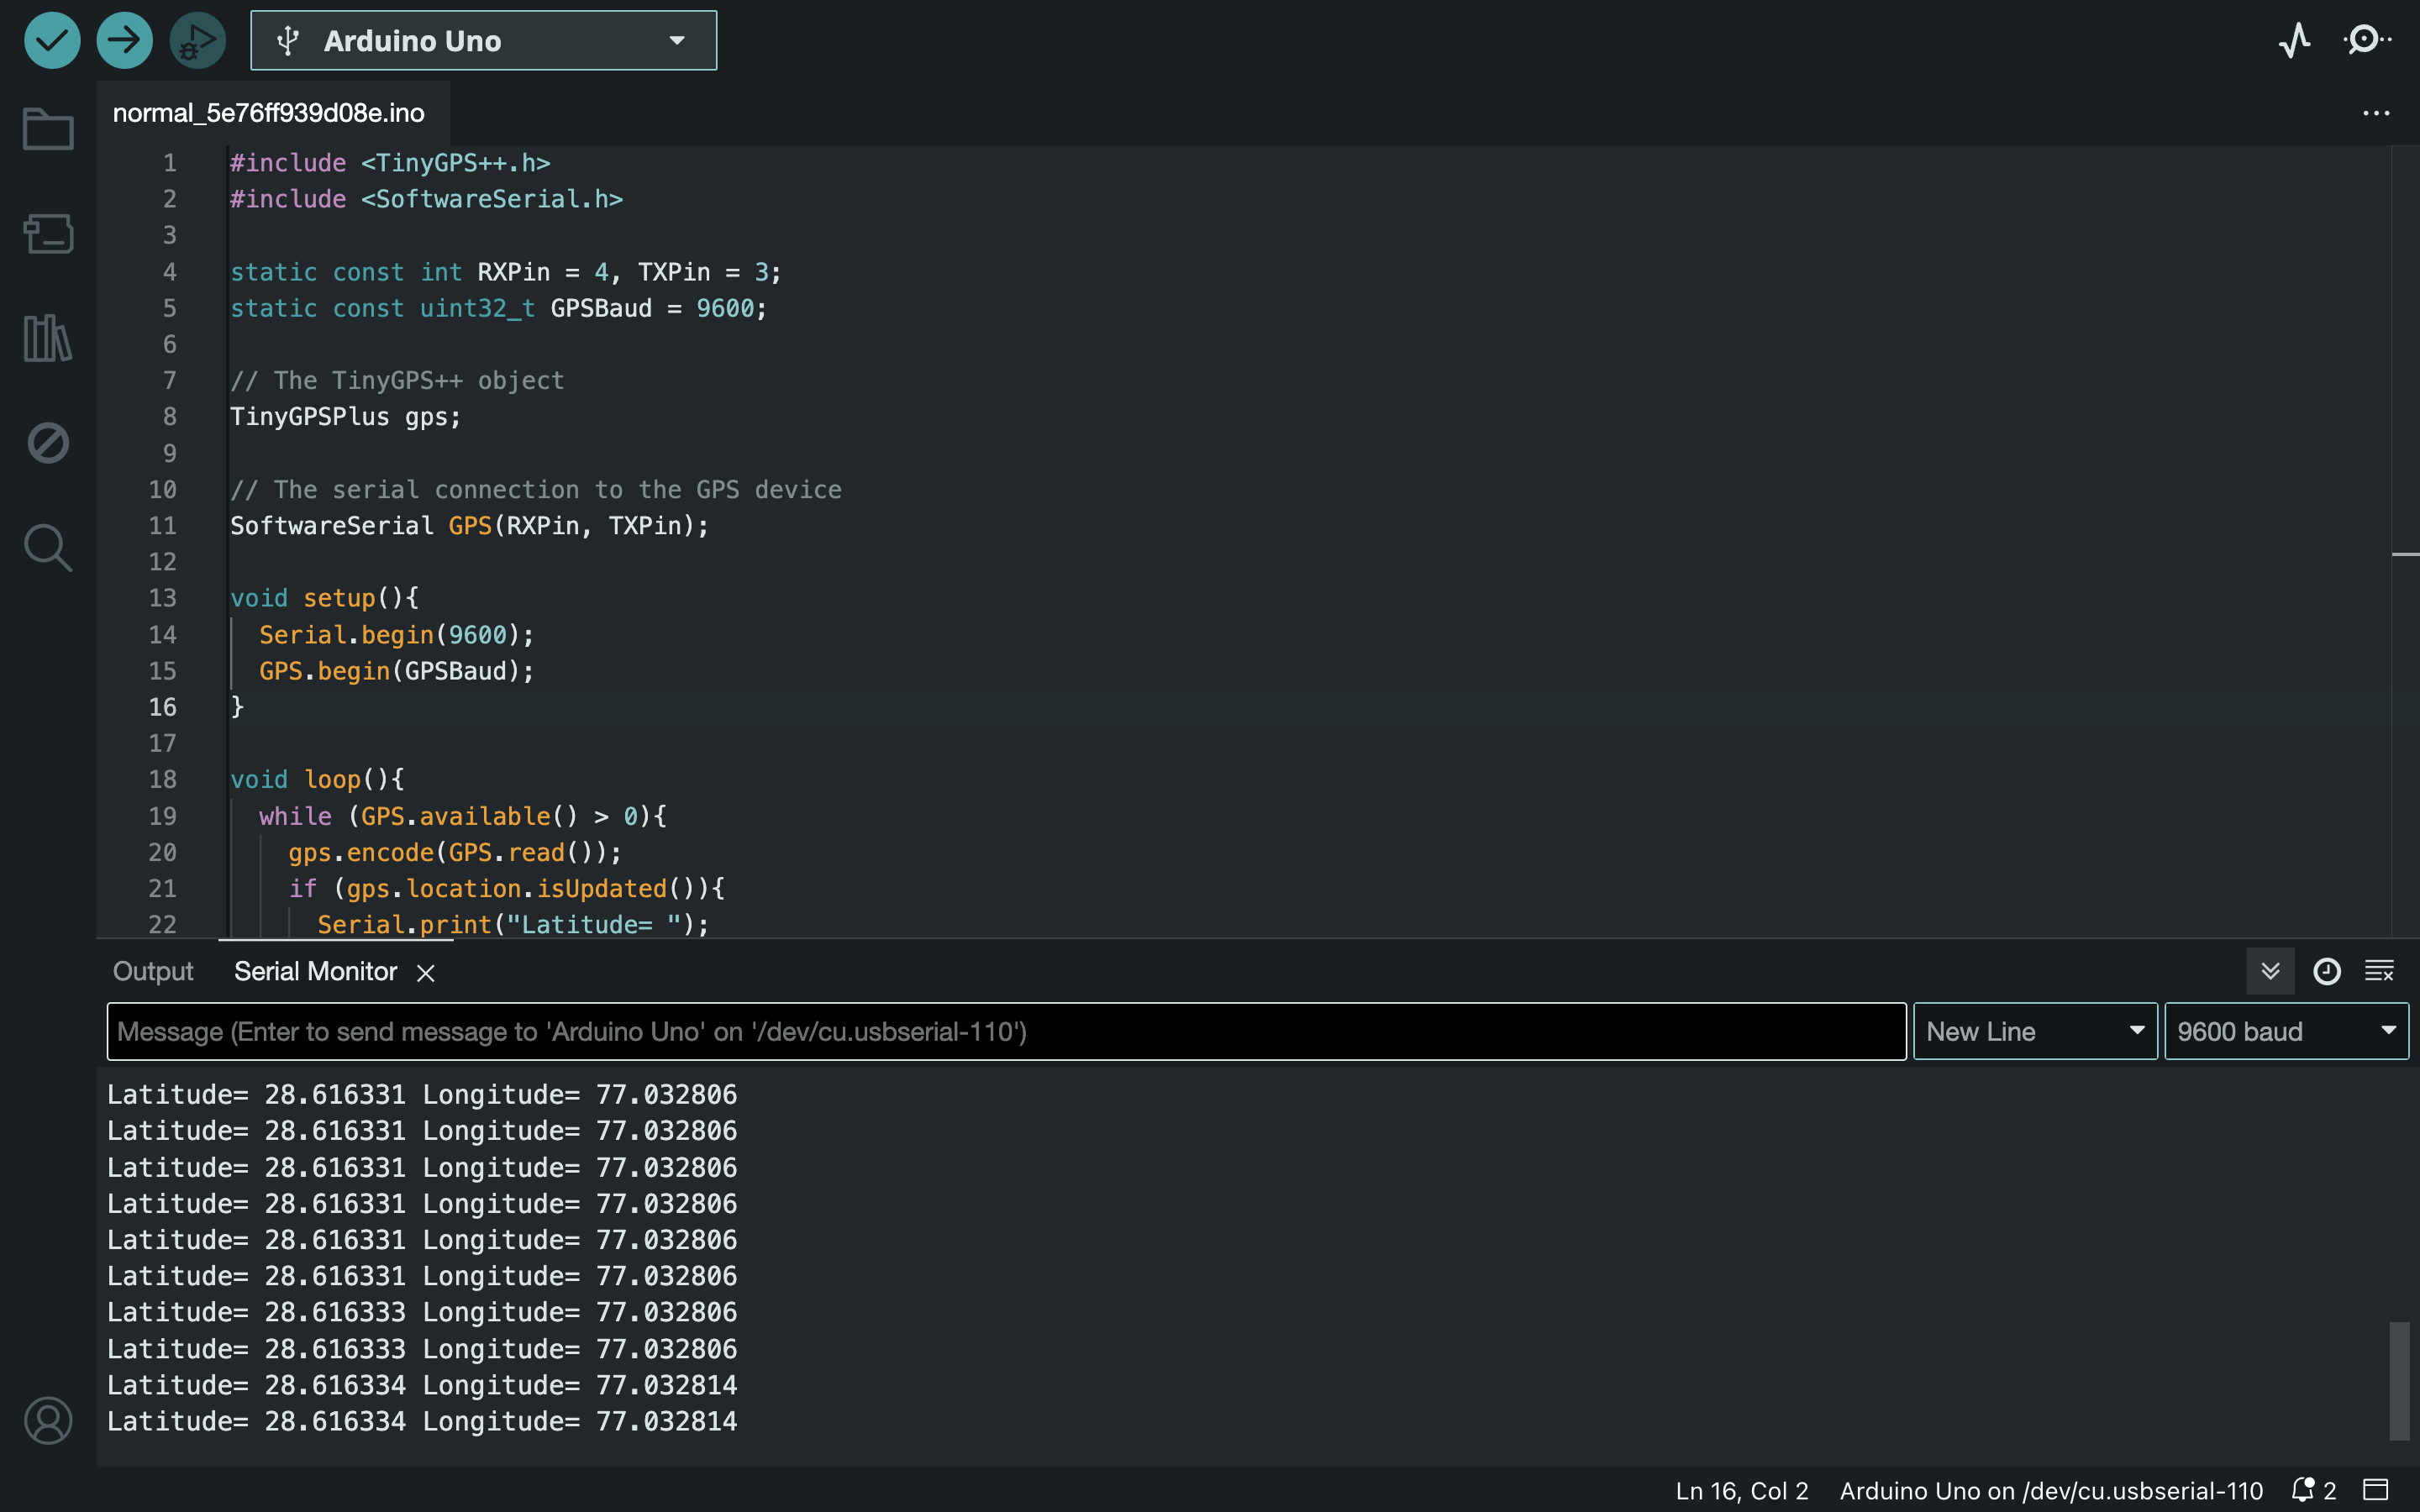 Arduino Uno
normal_5e76ff939d08e.ino
1 #include <TinyGPS++.h>
2 #include <SoftwareSerial.h>
3
4 static const int RXPin = 4, TXPin = 3;
5 static const uint32_t GPSBaud = 9600;
6
7 // The TinyGPS++ object
8 TinyGPSPlus gps;
9
10 // The serial connection to the GPS device
11 SoftwareSerial GPS(RXPin, TXPin);
12
13 void setup(){
14 Serial.begin(9600);
15 GPS.begin(GPSBaud);
16 }
17
18 void loop(){
19 while (GPS.available() > 0){
20 gps.encode(GPS.read());
21 if (gps.location.isUpdated()){
22 Serial.print("Latitude= ");
Output Serial Monitor
Message (Enter to send message to 'Arduino Uno' on '/dev/cu.usbserial-110') New Line 9600 baud
Latitude= 28.616331 Longitude= 77.032806
Latitude= 28.616331 Longitude= 77.032806
Latitude= 28.616331 Longitude= 77.032806
Latitude= 28.616331 Longitude= 77.032806
Latitude= 28.616331 Longitude= 77.032806
Latitude= 28.616331 Longitude= 77.032806
Latitude= 28.616333 Longitude= 77.032806
Latitude= 28.616333 Longitude= 77.032806
Latitude= 28.616334 Longitude= 77.032814
Latitude= 28.616334 Longitude= 77.032814
Ln 16, Col 2 Arduino Uno on /dev/cu.usbserial-110 2